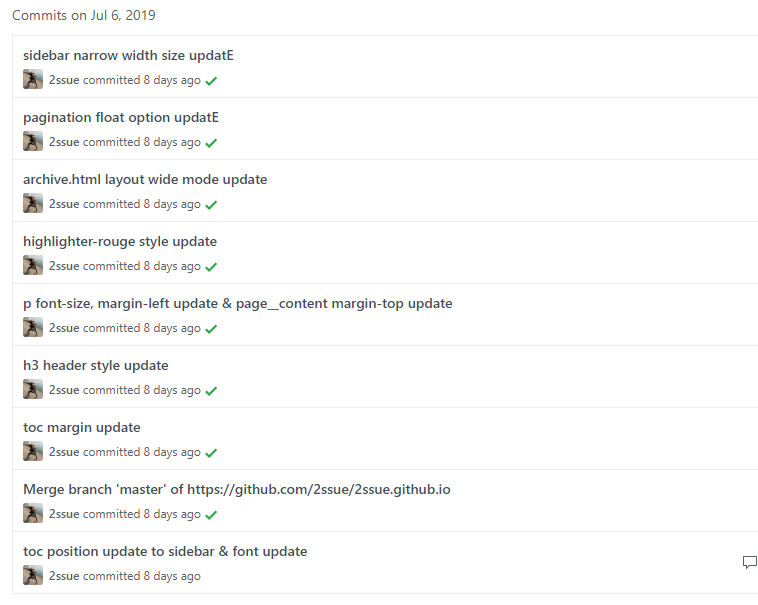 Commits on Jul 6, 2019
sidebar narrow width size updatE
2ssue committed 8 days ago
pagination float option updatE
2ssue committed 8 days ago
archive.html layout wide mode update
2ssue committed 8 days ago
highlighter-rouge style update
2ssue committed 8 days ago
p font-size, margin-left update & page__content margin-top update
2ssue committed 8 days ago
h3 header style update
2ssue committed 8 days ago
toc margin update
2ssue committed 8 days ago
Merge branch 'master' of https://github.com/2ssue/2ssue.github.io
2ssue committed 8 days ago
toc position update to sidebar & font update
2ssue committed 8 days ago